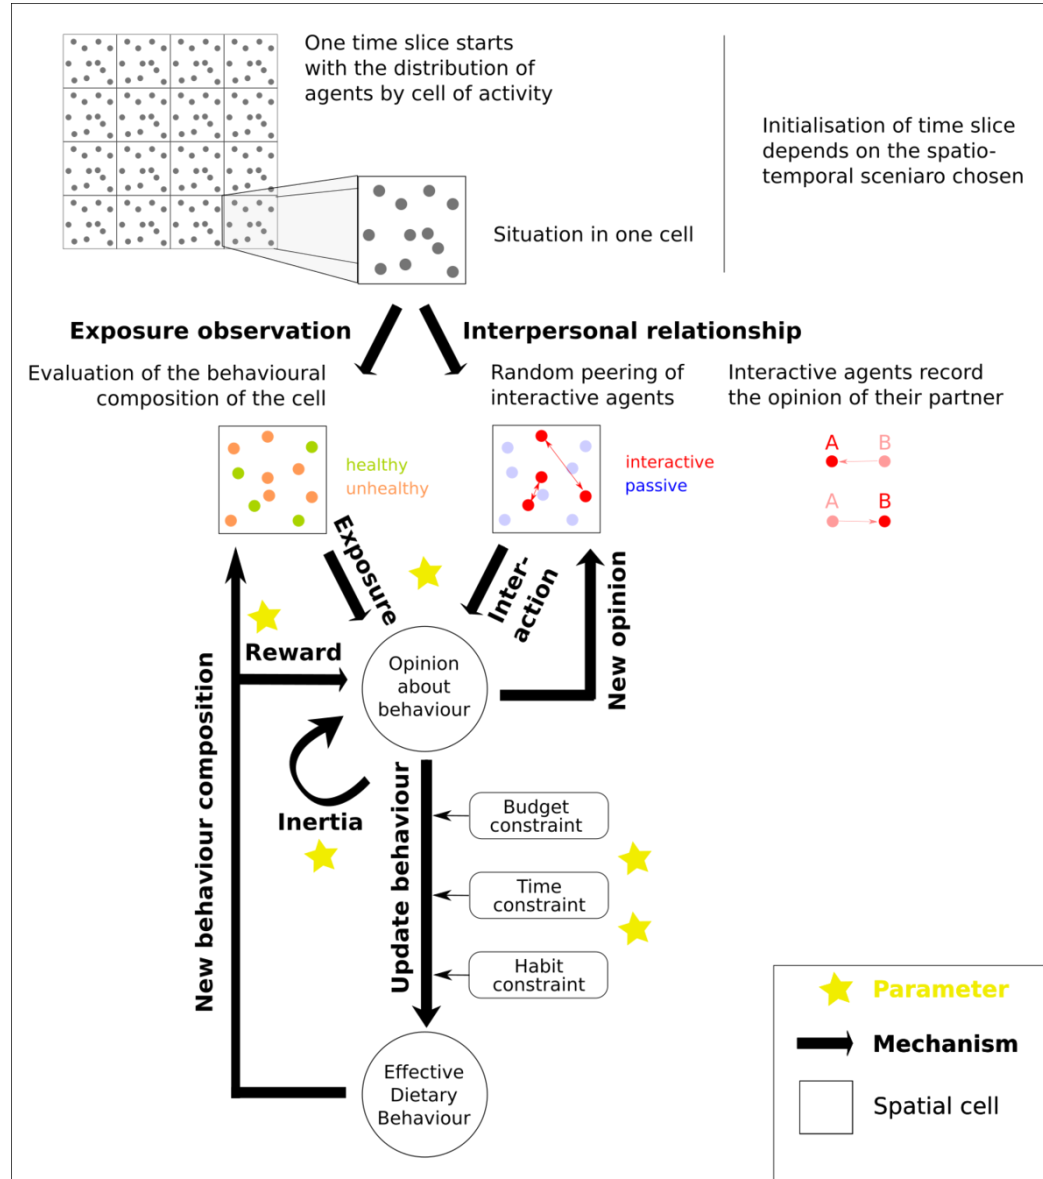 One time slice starts
with the distribution of
agents by cell of activity
Initialisation of time slice
depends on the spatio-
temporal sceniaro chosen
Situation in one cell
Exposure observation
Interpersonal relationship
Evaluation of the behavioural
composition of the cell
Random peering of
interactive agents
Interactive agents record
the opinion of their partner
healthy
unhealthy
interactive
passive
A
B
A
B
Exposure
Inter-
action
New opinion
Reward
Opinion
about
behaviour
New behaviour composition
Inertia
Update behaviour
Budget
constraint
Time
constraint
Habit
constraint
Effective
Dietary
Behaviour
Parameter
Mechanism
Spatial cell